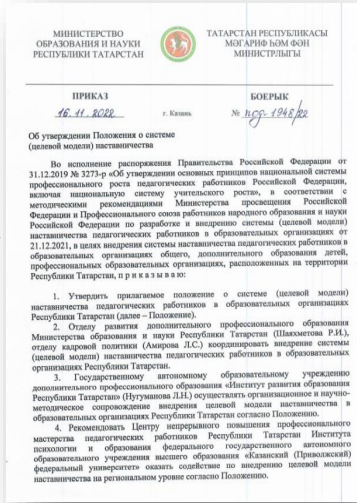 МИНИСТЕРСТВО
ОБРАЗОВАНИЯ И НАУКИ
РЕСПУБЛИКИ ТАТАРСТАН
ТАТАРСТАН РЕСПУБЛИКАСЫ
МӘГАРИФ ҺӘМ ФӘН
МИНИСТРЛЫГЫ
ПРИКАЗ
БОЕРЫК
16.11.2022
г. Казань
№ под-1948/22
Об утверждении Положения о системе
(целевой модели) наставничества
Во исполнение распоряжения Правительства Российской Федерации от
31.12.2019 № 3273-р «Об утверждении основных принципов национальной системы
профессионального роста педагогических работников Российской Федерации,
включая национальную систему учительского роста», в соответствии с
методическими рекомендациями Министерства просвещения Российской
Федерации и Профессионального союза работников народного образования и науки
Российской Федерации по разработке и внедрению системы (целевой модели)
наставничества педагогических работников в образовательных организациях от
21.12.2021, в целях внедрения системы наставничества педагогических работников в
образовательных организациях общего, дополнительного образования детей,
профессиональных образовательных организациях, расположенных на территории
Республики Татарстан, п р и к а з ы в а ю:
1. Утвердить прилагаемое положение о системе (целевой модели)
наставничества педагогических работников в образовательных организациях
Республики Татарстан (далее – Положение).
2. Отделу развития дополнительного профессионального образования
Министерства образования и науки Республики Татарстан (Шаяхметова Р.И.),
отделу кадровой политики (Амирова Л.С.) координировать внедрение системы
(целевой модели) наставничества педагогических работников в образовательных
организациях Республики Татарстан.
3. Государственному автономному образовательному учреждению
дополнительного профессионального образования «Институт развития образования
Республики Татарстан» (Нугуманова Л.Н.) осуществлять организационное и научно-
методическое сопровождение внедрения целевой модели наставничества в
образовательных организациях Республики Татарстан согласно Положению.
4. Рекомендовать Центру непрерывного повышения профессионального
мастерства педагогических работников Республики Татарстан Института
психологии и образования федерального государственного автономного
образовательного учреждения высшего образования «Казанский (Приволжский)
федеральный университет» оказать содействие по внедрению целевой модели
наставничества на региональном уровне согласно Положению.